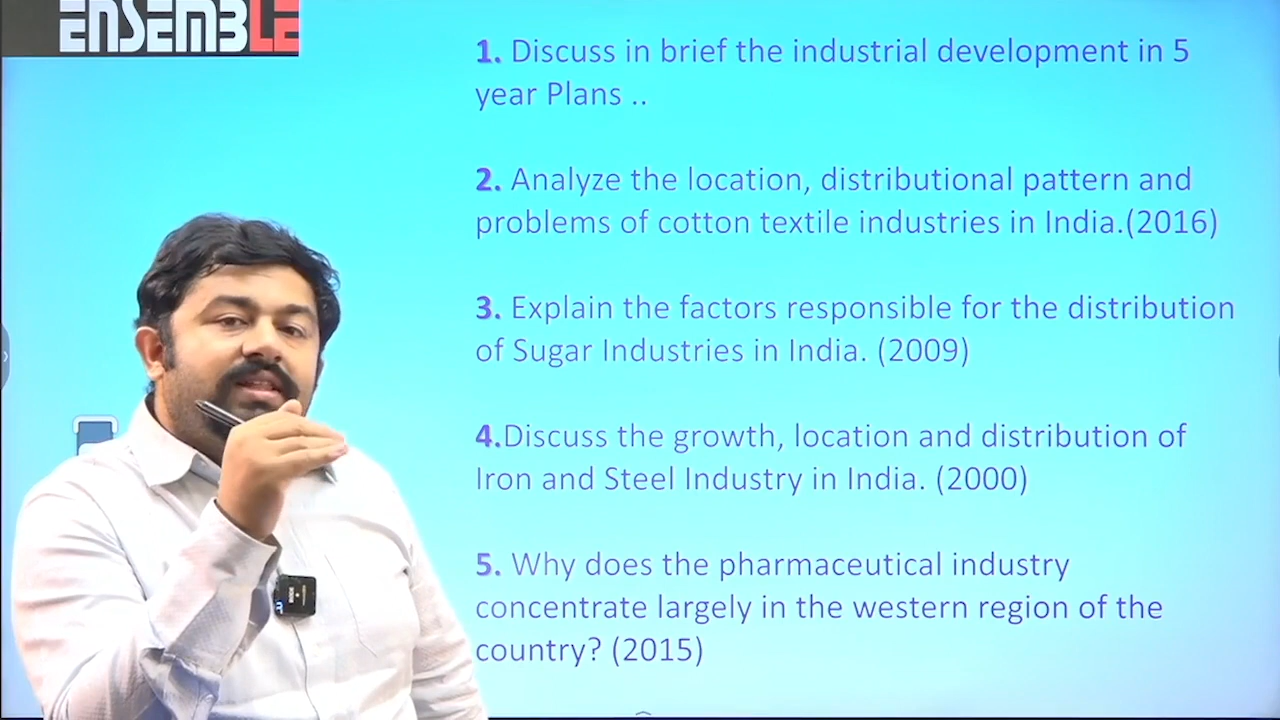 ENSEMBLE
1. Discuss in brief the industrial development in 5
year Plans ..
2. Analyze the location, distributional pattern and
problems of cotton textile industries in India.(2016)
3. Explain the factors responsible for the distribution
of Sugar Industries in India. (2009)
4.Discuss the growth, location and distribution of
Iron and Steel Industry in India. (2000)
5. Why does the pharmaceutical industry
concentrate largely in the western region of the
country? (2015)